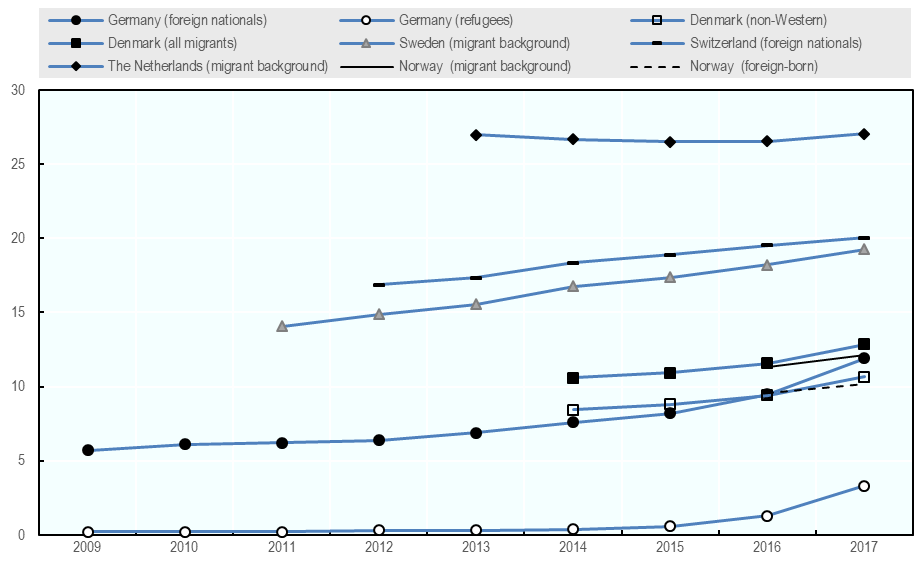 Germany (foreign nationals) Germany (refugees) Denmark (non-Western)
Denmark (all migrants) Sweden (migrant background) Switzerland (foreign nationals)
The Netherlands (migrant background) Norway (migrant background) Norway (foreign-born)
30
25
20
15
10
5
0
2009 2010 2011 2012 2013 2014 2015 2016 2017